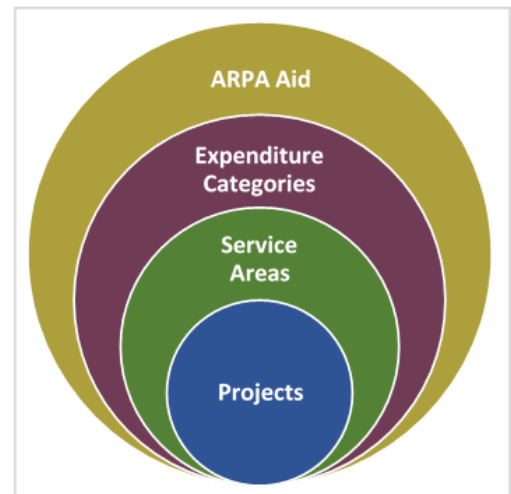 ARPA Aid
Expenditure
Categories
Service
Areas
Projects